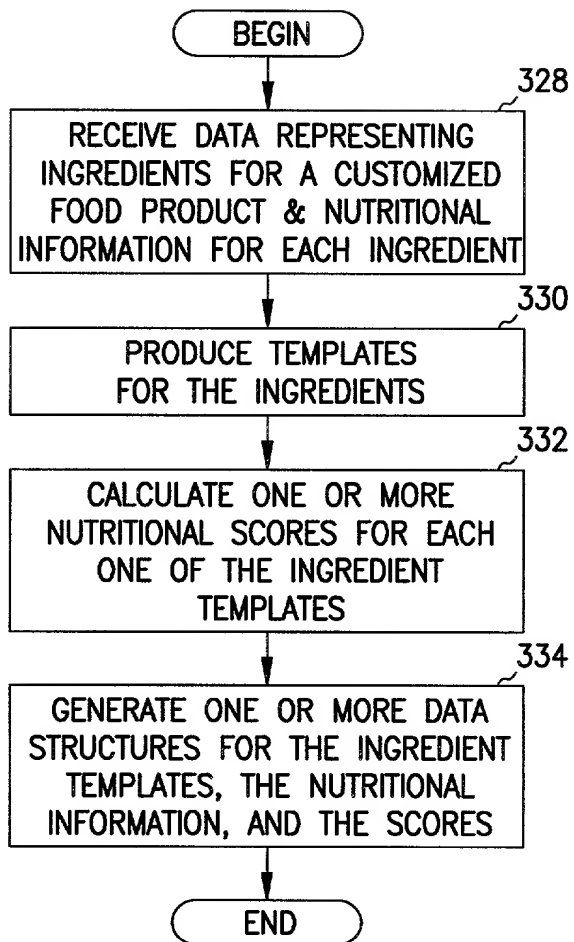 BEGIN
328
RECEIVE DATA REPRESENTING
INGREDIENTS FOR A CUSTOMIZED
FOOD PRODUCT & NUTRITIONAL
INFORMATION FOR EACH INGREDIENT
330
PRODUCE TEMPLATES
FOR THE INGREDIENTS
332
CALCULATE ONE OR MORE
NUTRITIONAL SCORES FOR EACH
ONE OF THE INGREDIENT
TEMPLATES
334
GENERATE ONE OR MORE DATA
STRUCTURES FOR THE INGREDIENT
TEMPLATES, THE NUTRITIONAL
INFORMATION, AND THE SCORES
END